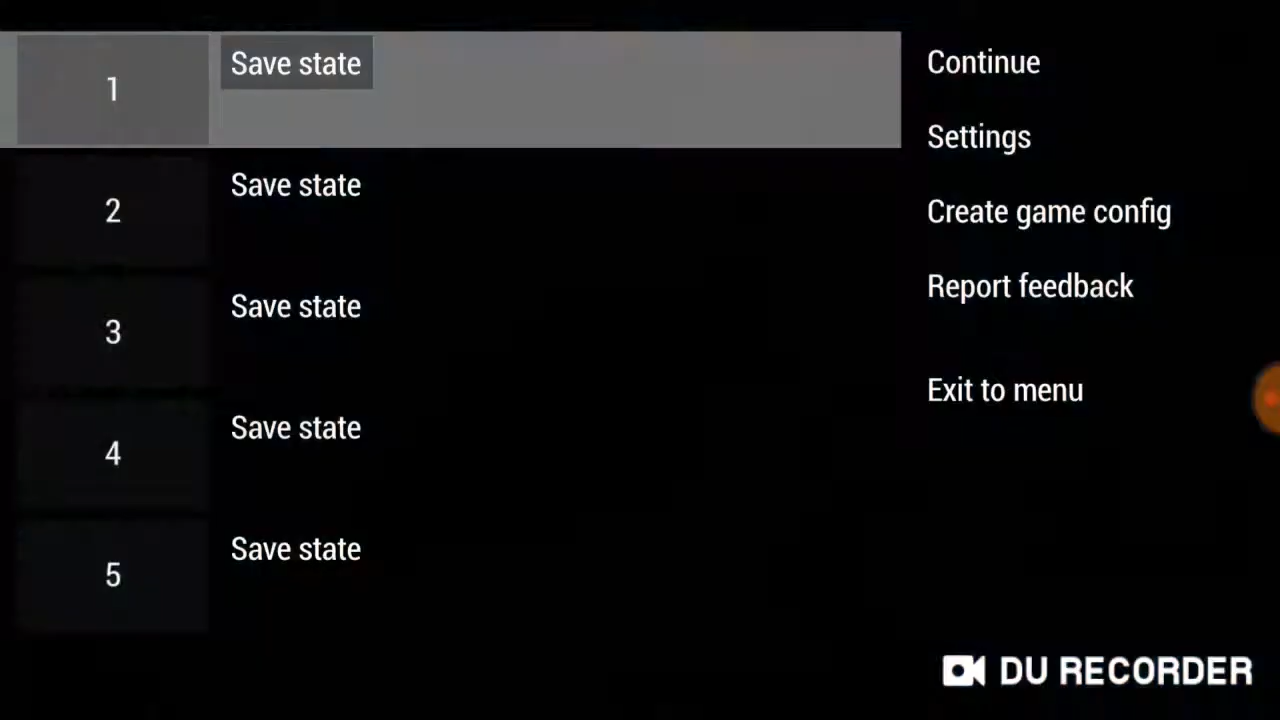 1
Save state
2
Save state
3
Save state
4
Save state
5
Save state
Continue
Settings
Create game config
Report feedback
Exit to menu
DU RECORDER